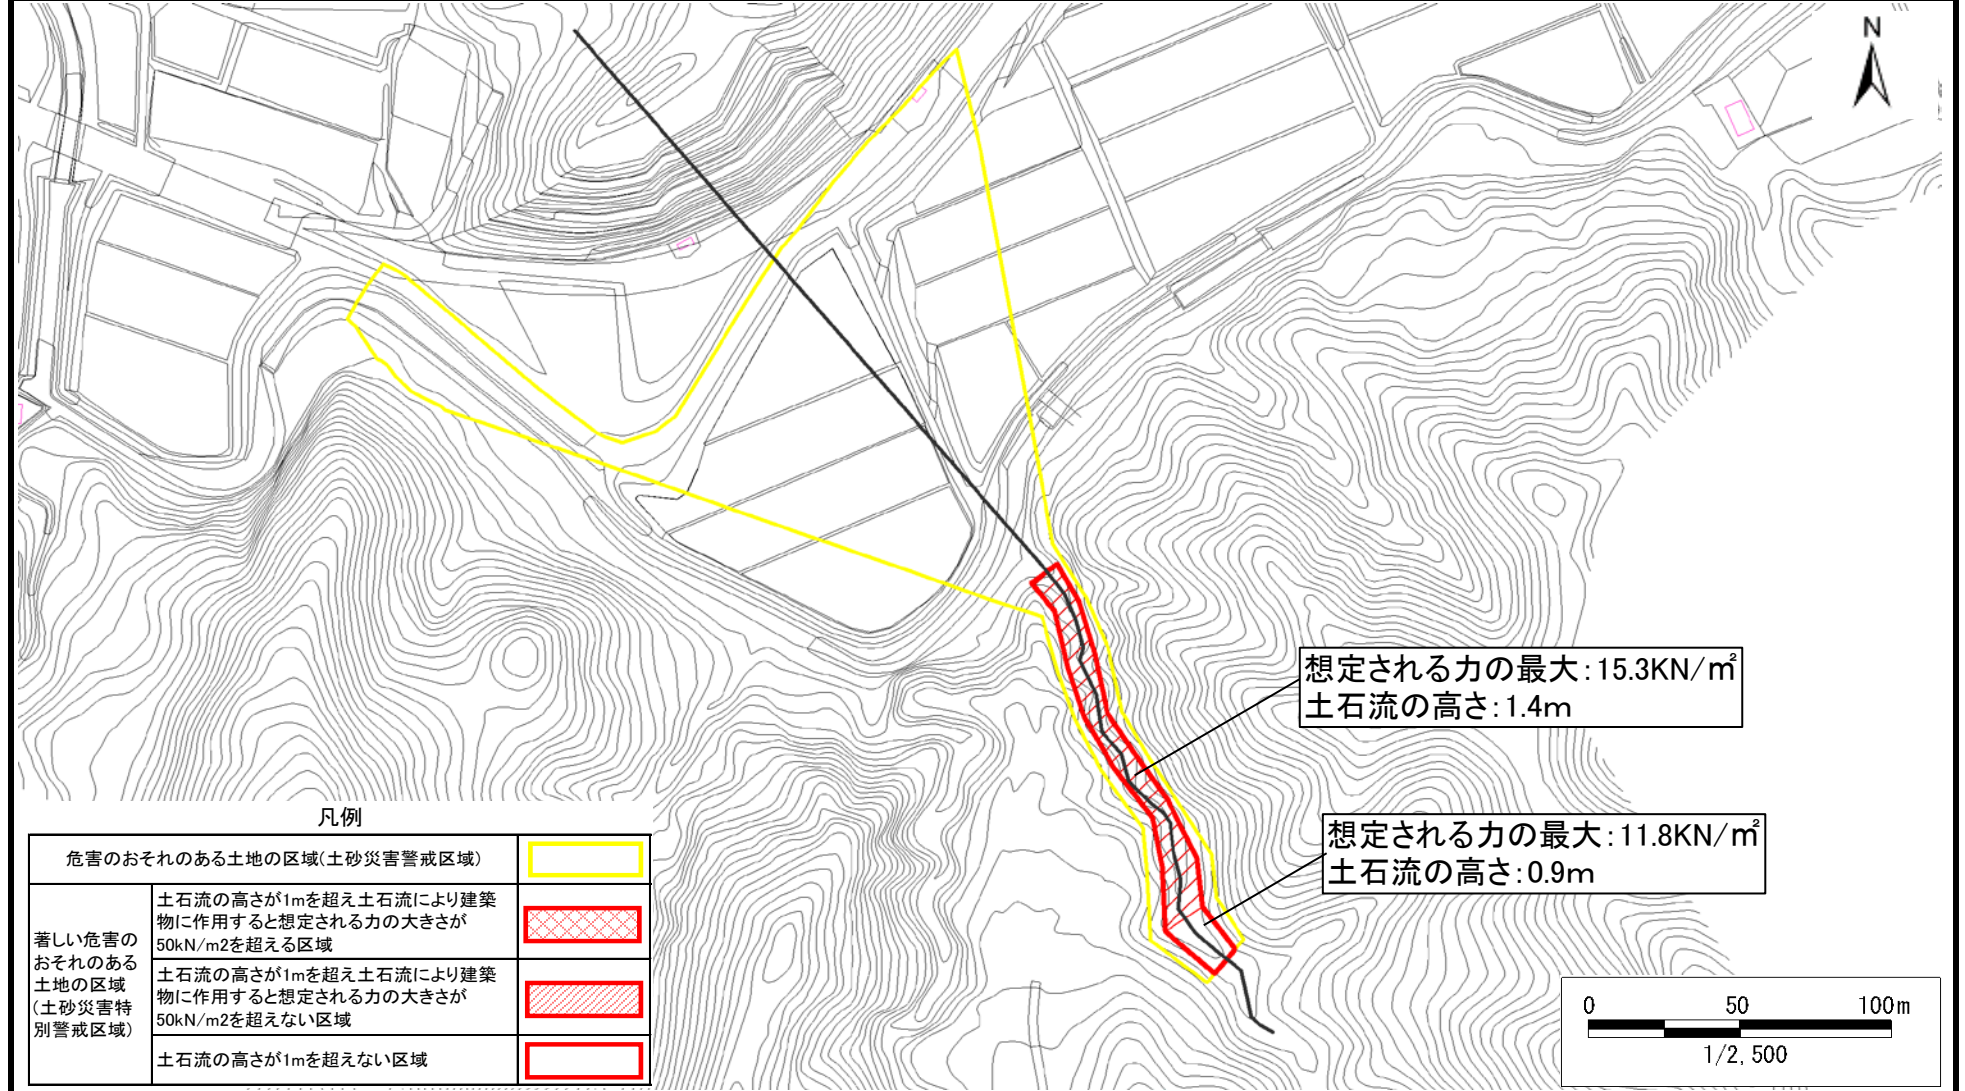 N
想定される力の最大:15.3KN/㎡
土石流の高さ:1.4m
想定される力の最大:11.8KN/㎡
土石流の高さ:0.9m
凡例
危害のおそれのある土地の区域(土砂災害警戒区域)
著しい危害の
おそれのある
土地の区域
(土砂災害特
別警戒区域)
土石流の高さが1mを超え土石流により建築
物に作用すると想定される力の大きさが
50kN/m2を超える区域
土石流の高さが1mを超え土石流により建築
物に作用すると想定される力の大きさが
50kN/m2を超えない区域
土石流の高さが1mを超えない区域
0 50 100m
1/2,500